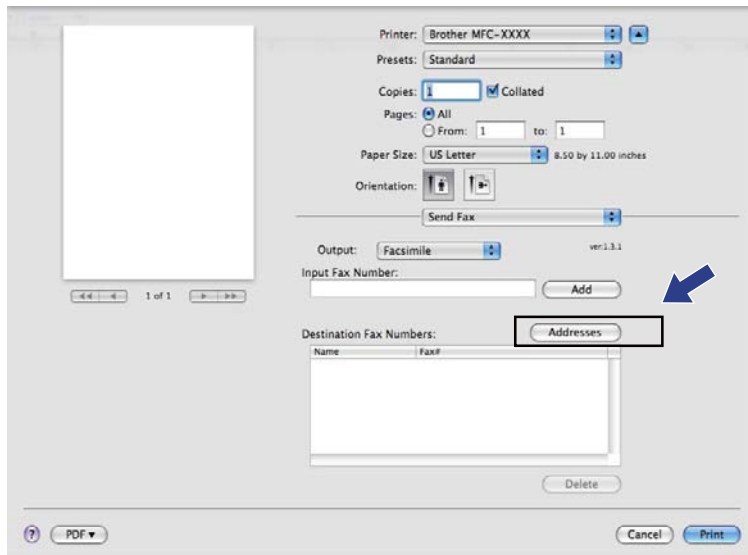 Printer: Brother MFC-XXXX
Presets: Standard
Copies: 1 Collated
Pages: All
From: 1 to: 1
Paper Size: US Letter 8.50 by 11.00 inches
Orientation:
Send Fax
Output: Facsimile ver:1.3.1
Input Fax Number:
Add
1 of 1
Destination Fax Numbers: Addresses
Name Fax#
Delete
? PDF Cancel Print